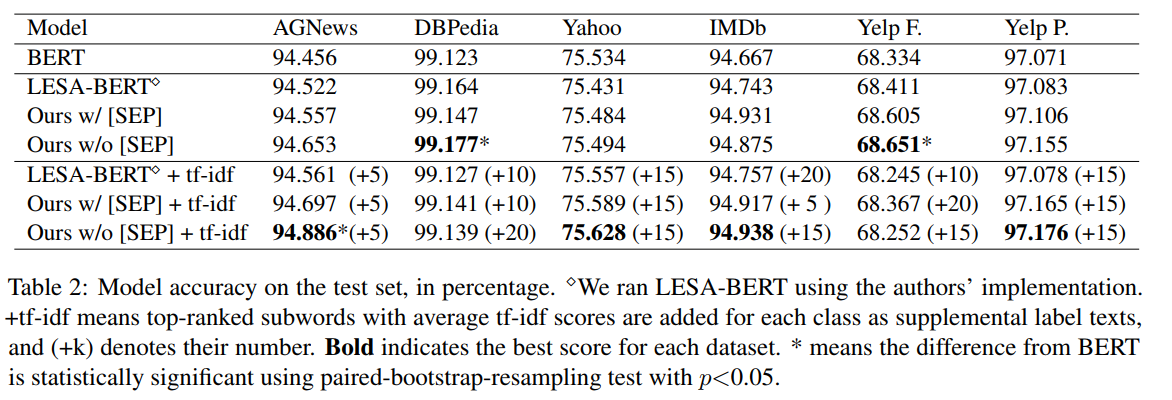 Model AGNews DBPedia Yahoo IMDb Yelp F. Yelp P.
BERT 94.456 99.123 75.534 94.667 68.334 97.071
LESA-BERT◇ 94.522 99.164 75.431 94.743 68.411 97.083
Ours w/ [SEP] 94.557 99.147 75.484 94.931 68.605 97.106
Ours w/o [SEP] 94.653 99.177* 75.494 94.875 68.651* 97.155
LESA-BERT◇ + tf-idf 94.561 (+5) 99.127 (+10) 75.557 (+15) 94.757 (+20) 68.245 (+10) 97.078 (+15)
Ours w/ [SEP] + tf-idf 94.697 (+5) 99.141 (+10) 75.589 (+15) 94.917 (+ 5 ) 68.367 (+20) 97.165 (+15)
Ours w/o [SEP] + tf-idf 94.886*(+5) 99.139 (+20) 75.628 (+15) 94.938 (+15) 68.252 (+15) 97.176 (+15)
Table 2: Model accuracy on the test set, in percentage. ◇We ran LESA-BERT using the authors’ implementation.
+tf-idf means top-ranked subwords with average tf-idf scores are added for each class as supplemental label texts,
and (+k) denotes their number. Bold indicates the best score for each dataset. * means the difference from BERT
is statistically significant using paired-bootstrap-resampling test with p<0.05.